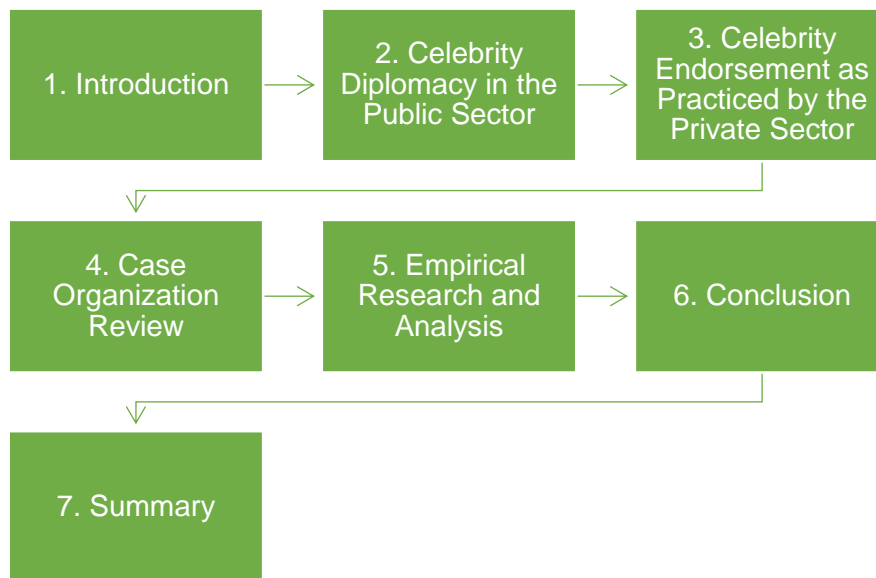 1. Introduction
2. Celebrity
Diplomacy in the
Public Sector
3. Celebrity
Endorsement as
Practiced by the
Private Sector
4. Case
Organization
Review
5. Empirical
Research and
Analysis
6. Conclusion
7. Summary